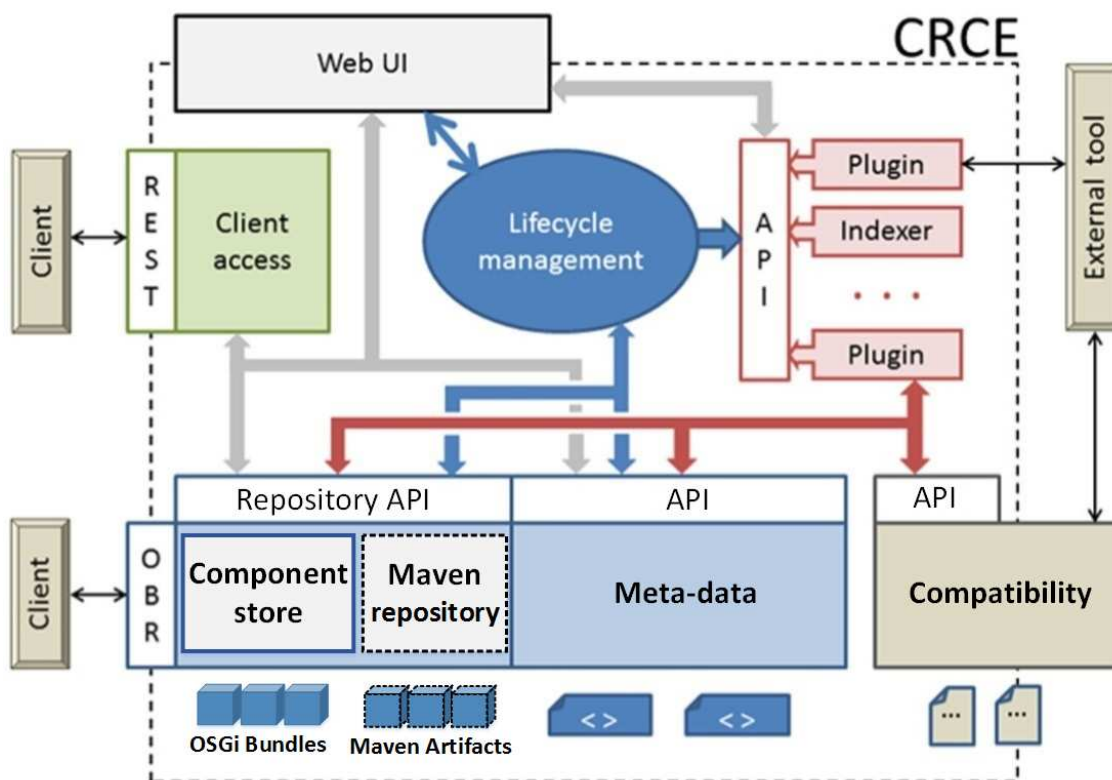 CRCE
Web UI
Client
R
E
S
T
Client
access
Lifecycle
management
A
P
I
Plugin
Indexer
. . .
Plugin
External tool
Repository API
API
API
Client
O
B
R
Component
store
Maven
repository
Meta-data
Compatibility
OSGi Bundles
Maven Artifacts
< >
< >
...
...